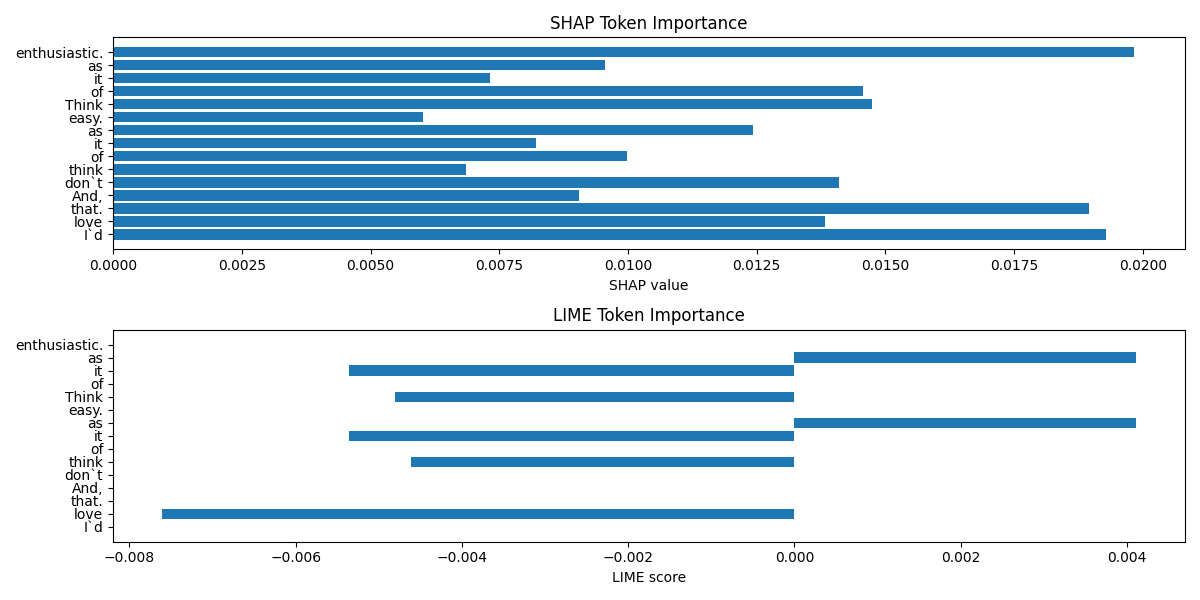 SHAP Token Importance
enthusiastic.
as
it
of
Think
easy.
as
it
of
think
don`t
And,
that.
love
I`d
0.0000 0.0025 0.0050 0.0075 0.0100 0.0125 0.0150 0.0175 0.0200
SHAP value
LIME Token Importance
enthusiastic.
as
it
of
Think
easy.
as
it
of
think
don`t
And,
that.
love
I`d
−0.008 −0.006 −0.004 −0.002 0.000 0.002 0.004
LIME score